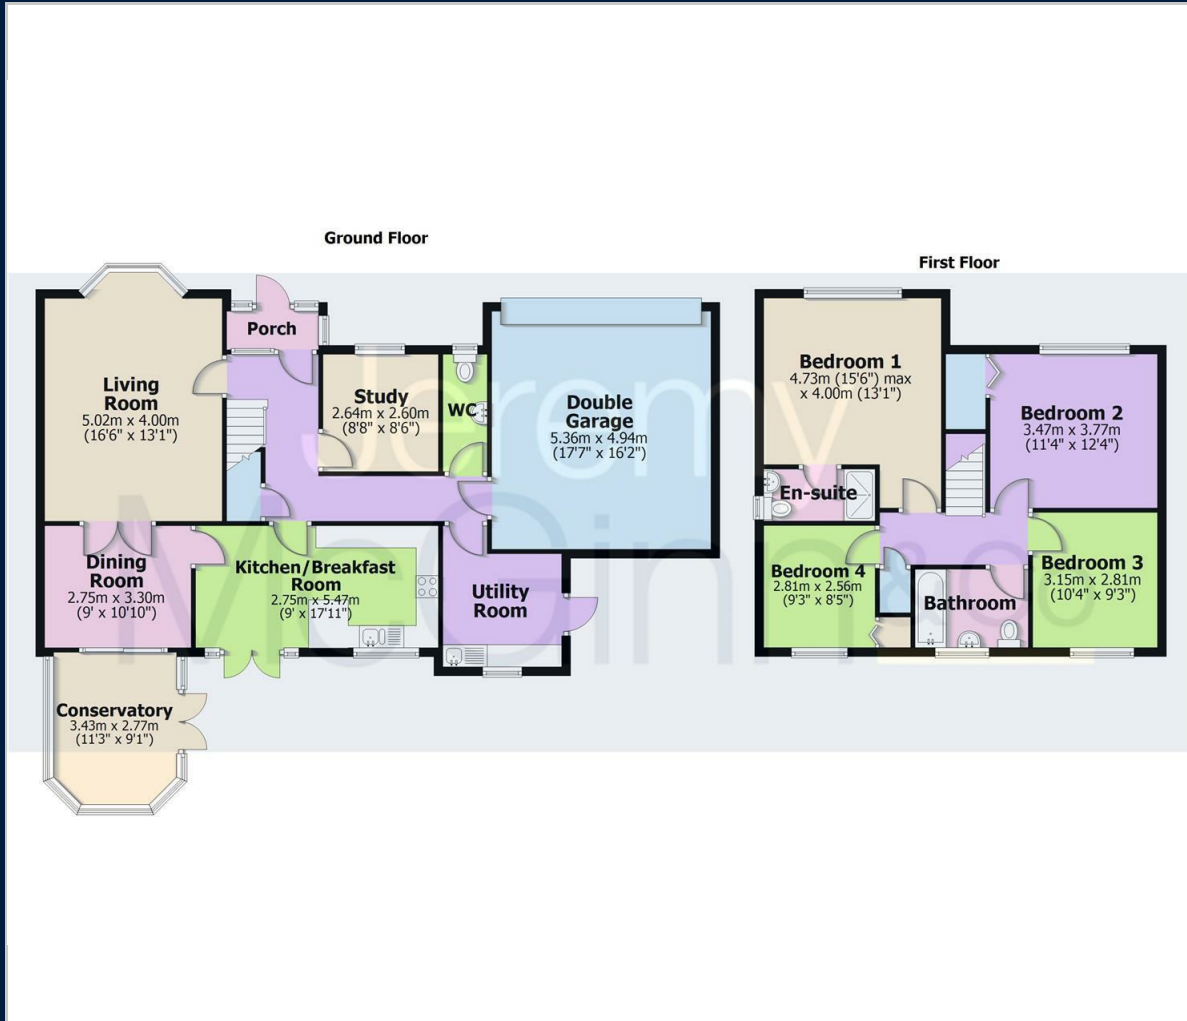 Ground Floor
Porch
Living
Room
5.02m x 4.00m
(16'6" x 13'1")
Study
2.64m x 2.60m
(8'8" x 8'6")
WC
Double
Garage
5.36m x 4.94m
(17'7" x 16'2")
Dining
Room
2.75m x 3.30m
(9' x 10'10")
Kitchen/Breakfast
Room
2.75m x 5.47m
(9' x 17'11")
Utility
Room
Conservatory
3.43m x 2.77m
(11'3" x 9'1")
First Floor
Bedroom 1
4.73m (15'6") max
x 4.00m (13'1")
Bedroom 2
3.47m x 3.77m
(11'4" x 12'4")
En-suite
Bedroom 4
2.81m x 2.56m
(9'3" x 8'5")
Bathroom
Bedroom 3
3.15m x 2.81m
(10'4" x 9'3")
Jeremy
McGinn & Co